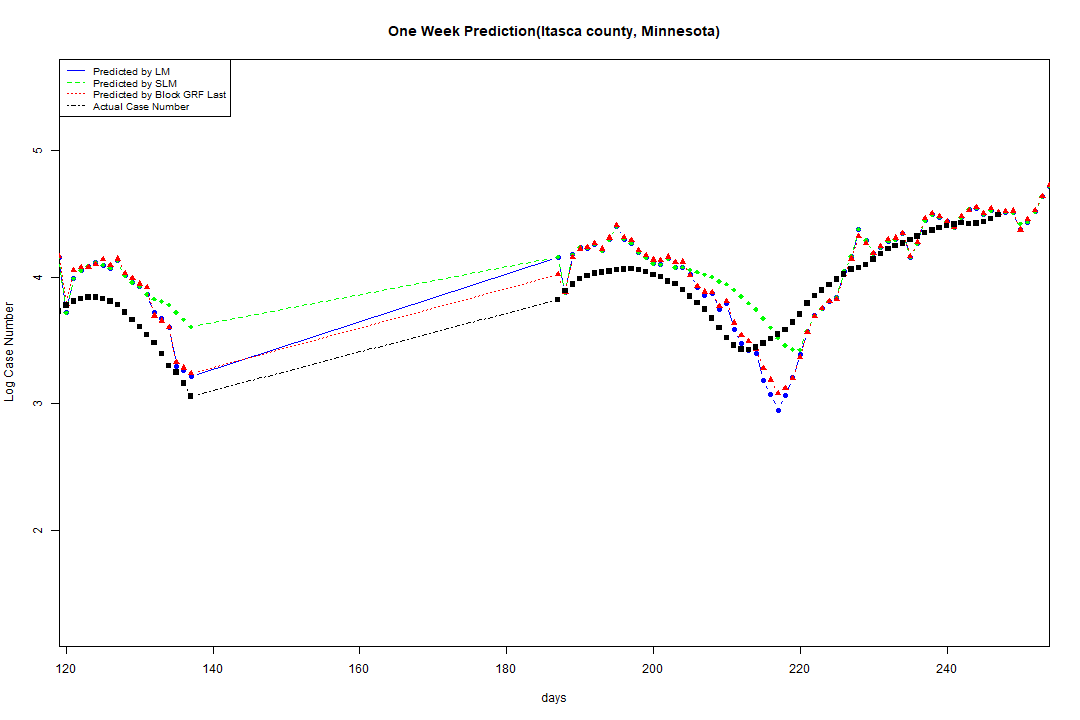 One Week Prediction(Itasca county, Minnesota)
Predicted by LM
Predicted by SLM
Predicted by Block GRF Last
Actual Case Number
5
4
3
2
Log Case Number
120 140 160 180 200 220 240
days